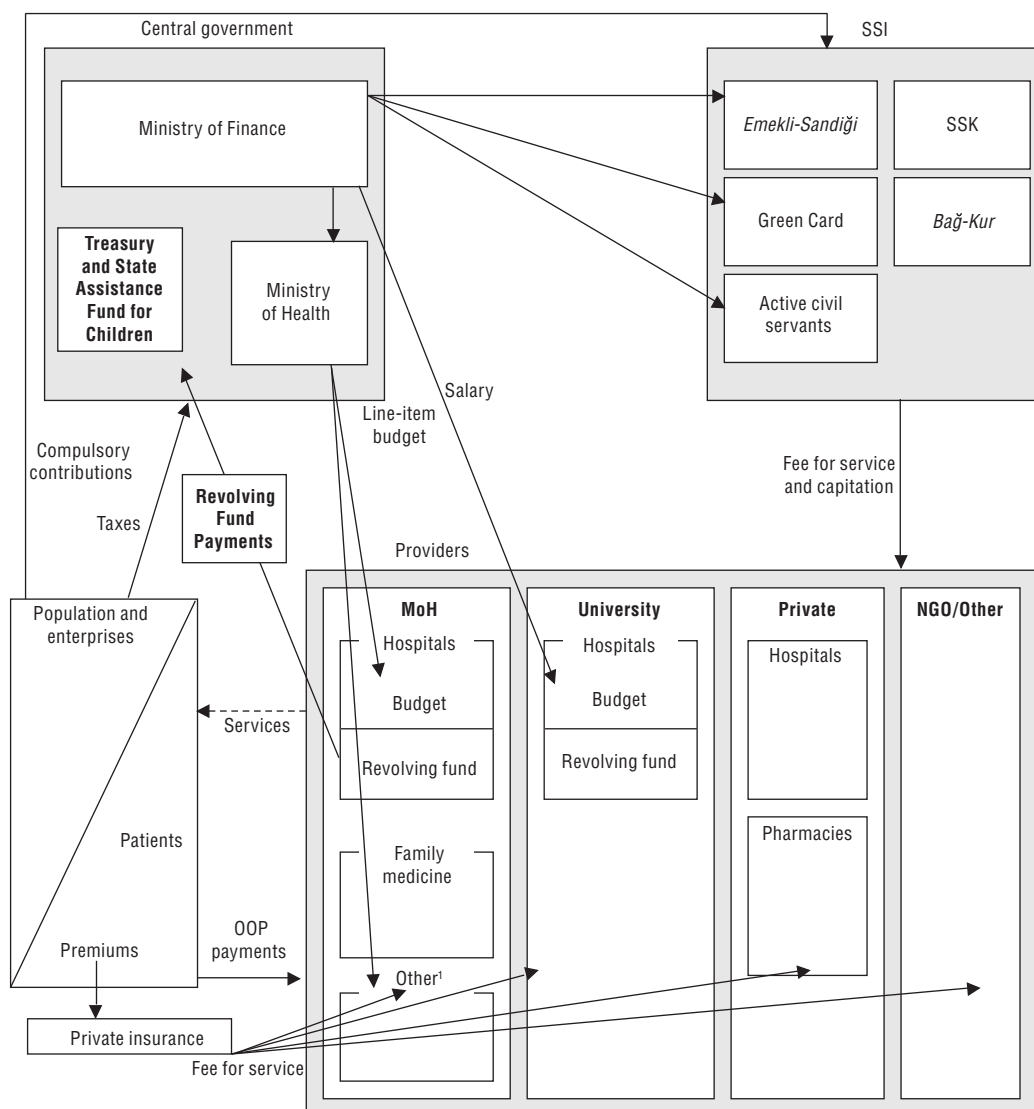 Central government
SSI
Ministry of Finance
Emekli-Sandiği
SSK
Green Card
Bağ-Kur
Treasury
and State
Assistance
Fund for
Children
Ministry
of Health
Active civil
servants
Salary
Line-item
budget
Compulsory
contributions
Fee for service
and capitation
Taxes
Revolving
Fund
Payments
Providers
Population and
enterprises
MoH
University
Private
NGO/Other
Hospitals
Hospitals
Hospitals
Budget
Budget
Services
Revolving fund
Revolving fund
Patients
Pharmacies
Family
medicine
OOP
payments
Premiums
Other¹
Private insurance
Fee for service